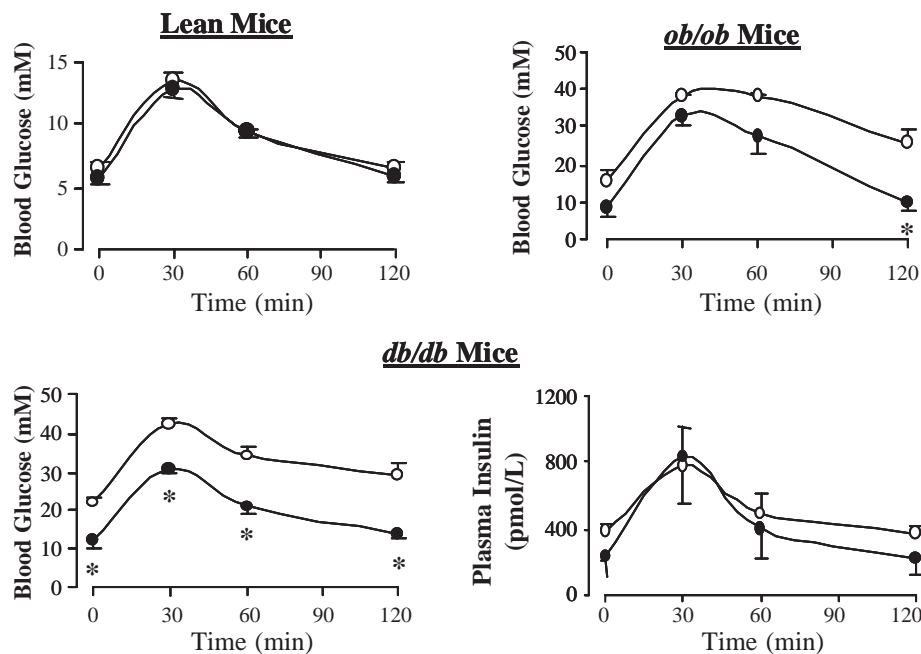 Lean Mice
Blood Glucose (mM)
15
10
5
0
0 30 60 90 120
Time (min)
ob/ob Mice
Blood Glucose (mM)
50
40
30
20
10
0
*
0 30 60 90 120
Time (min)
db/db Mice
Blood Glucose (mM)
50
40
30
20
10
0
* * * *
0 30 60 90 120
Time (min)
Plasma Insulin
(pmol/L)
1200
800
400
0
0 30 60 90 120
Time (min)